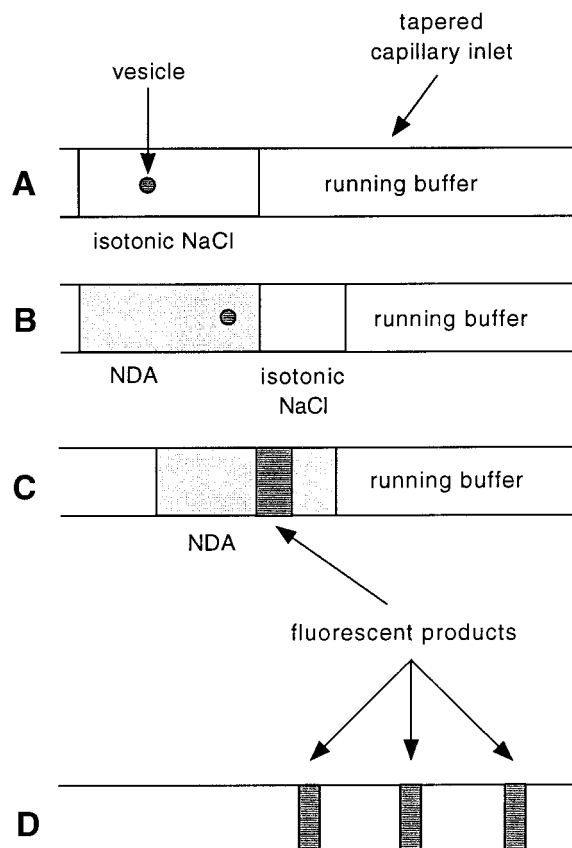 tapered
capillary inlet
vesicle
A
running buffer
isotonic NaCl
B
running buffer
NDA
isotonic
NaCl
C
running buffer
NDA
fluorescent products
D